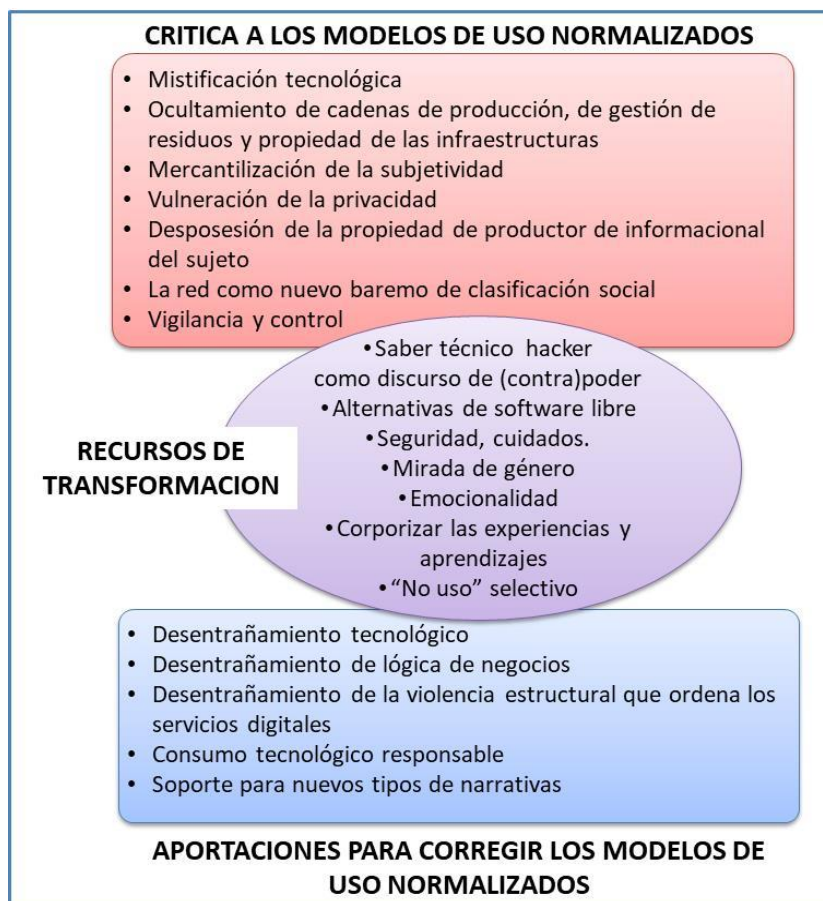 CRITICA A LOS MODELOS DE USO NORMALIZADOS
• Mistificación tecnológica
• Ocultamiento de cadenas de producción, de gestión de
residuos y propiedad de las infraestructuras
• Mercantilización de la subjetividad
• Vulneración de la privacidad
• Desposesión de la propiedad de productor de informacional
del sujeto
• La red como nuevo baremo de clasificación social
• Vigilancia y control
RECURSOS DE
TRANSFORMACION
•Saber técnico hacker
como discurso de (contra)poder
•Alternativas de software libre
•Seguridad, cuidados.
•Mirada de género
•Emocionalidad
•Corporizar las experiencias y
aprendizajes
•“No uso” selectivo
• Desentrañamiento tecnológico
• Desentrañamiento de lógica de negocios
• Desentrañamiento de la violencia estructural que ordena los
servicios digitales
• Consumo tecnológico responsable
• Soporte para nuevos tipos de narrativas
APORTACIONES PARA CORREGIR LOS MODELOS DE
USO NORMALIZADOS